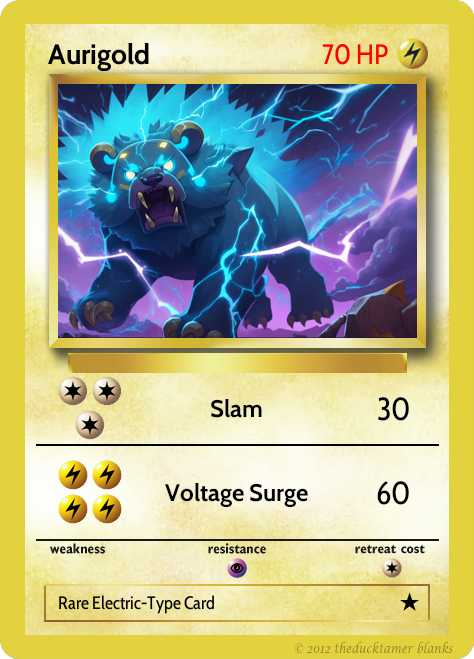 Aurigold 70 HP
Slam 30
Voltage Surge 60
weakness resistance retreat cost
Rare Electric-Type Card
© 2012 theducktamer blanks